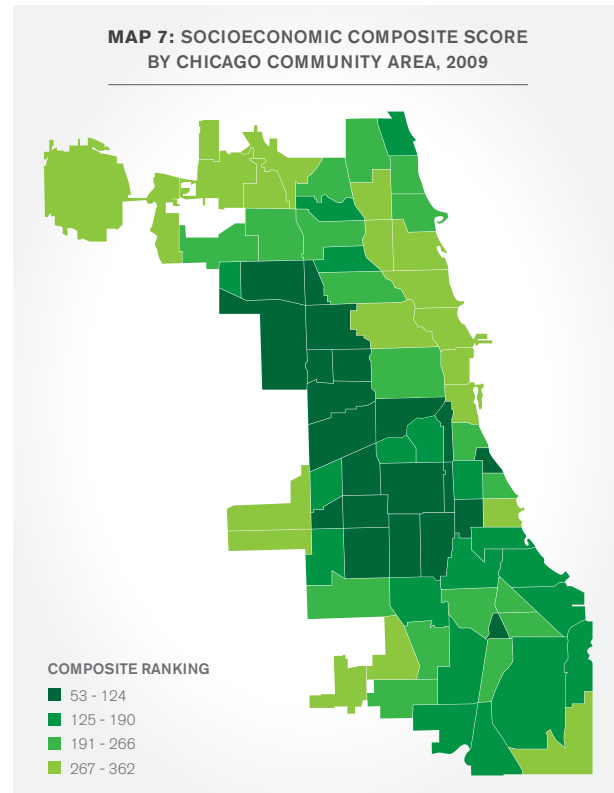 MAP 7: SOCIOECONOMIC COMPOSITE SCORE
BY CHICAGO COMMUNITY AREA, 2009
COMPOSITE RANKING
53 - 124
125 - 190
191 - 266
267 - 362